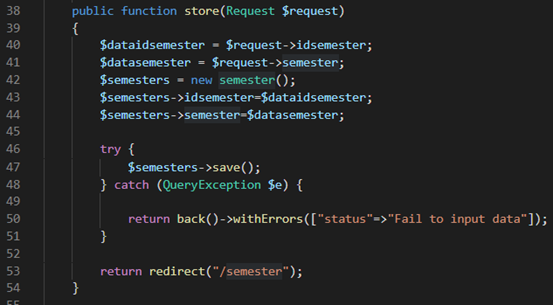 38 public function store(Request $request)
39 {
40 $dataidsemester = $request->idsemester;
41 $datasemester = $request->semester;
42 $semesters = new semester();
43 $semesters->idsemester=$dataidsemester;
44 $semesters->semester=$datasemester;
45
46 try {
47 $semesters->save();
48 } catch (QueryException $e) {
49
50 return back()->withErrors(["status"=>"Fail to input data"]);
51 }
52
53 return redirect("/semester");
54 }